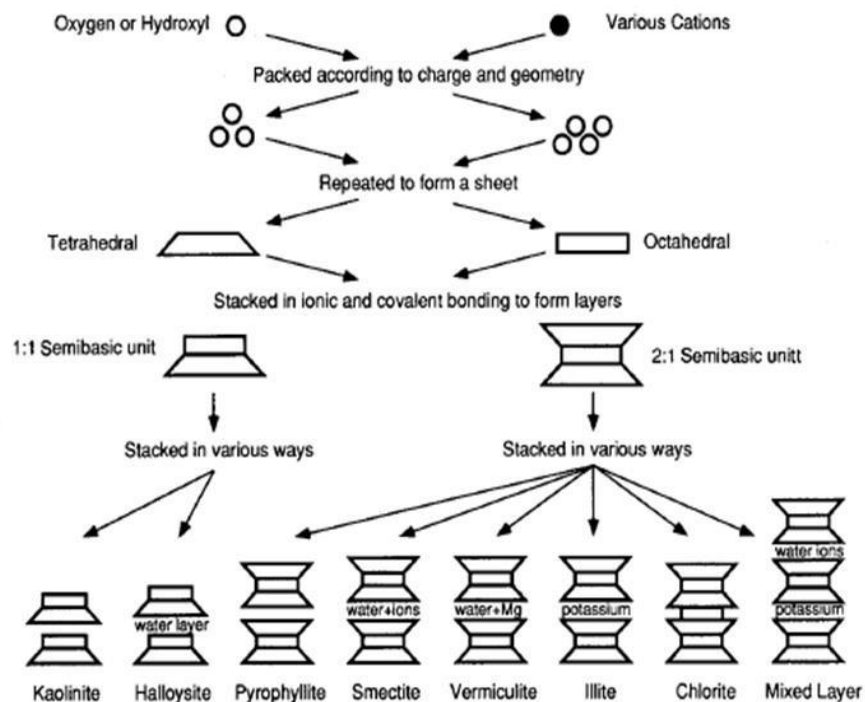 Oxygen or Hydroxyl
Various Cations
Packed according to charge and geometry
Repeated to form a sheet
Tetrahedral
Octahedral
Stacked in ionic and covalent bonding to form layers
1:1 Semibasic unit
2:1 Semibasic unitt
Stacked in various ways
Stacked in various ways
water ions
water layer
water+Ions
water+Mg
potassium
potassium
Kaolinite
Halloysite
Pyrophyllite
Smectite
Vermiculite
Illite
Chlorite
Mixed Layer